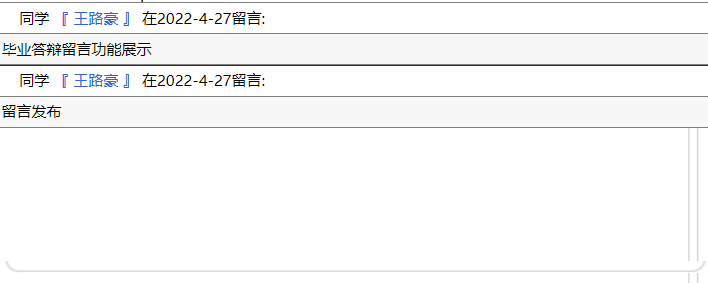 同学 『 王路豪 』 在2022-4-27留言:
毕业答辩留言功能展示
同学 『 王路豪 』 在2022-4-27留言:
留言发布